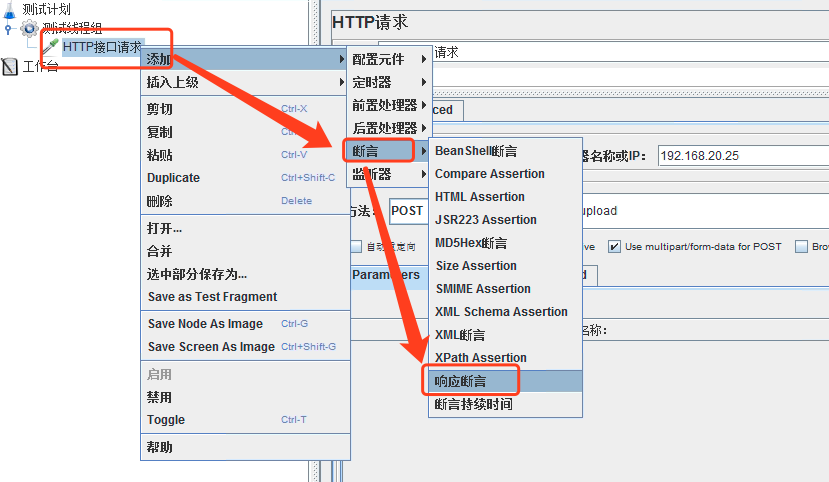 测试计划
测试线程组
HTTP接口请求
工作台
添加
插入上级
剪切 Ctrl-X
复制
粘贴 Ctrl-V
Duplicate Ctrl+Shift-C
删除 Delete
打开...
合并
选中部分保存为...
Save as Test Fragment
Save Node As Image Ctrl-G
Save Screen As Image Ctrl+Shift-G
启用
禁用
Toggle Ctrl-T
帮助
配置元件
定时器
前置处理器
后置处理器
断言
监听器
BeanShell断言
Compare Assertion
HTML Assertion
JSR223 Assertion
MD5Hex断言
Size Assertion
SMIME Assertion
XML Schema Assertion
XML断言
XPath Assertion
响应断言
断言持续时间
HTTP请求
请求
ced
器名称或IP: 192.168.20.25
方法: POST
upload
自动重定向
ve
Use multipart/form-data for POST
Brow
Parameters
d
名称: